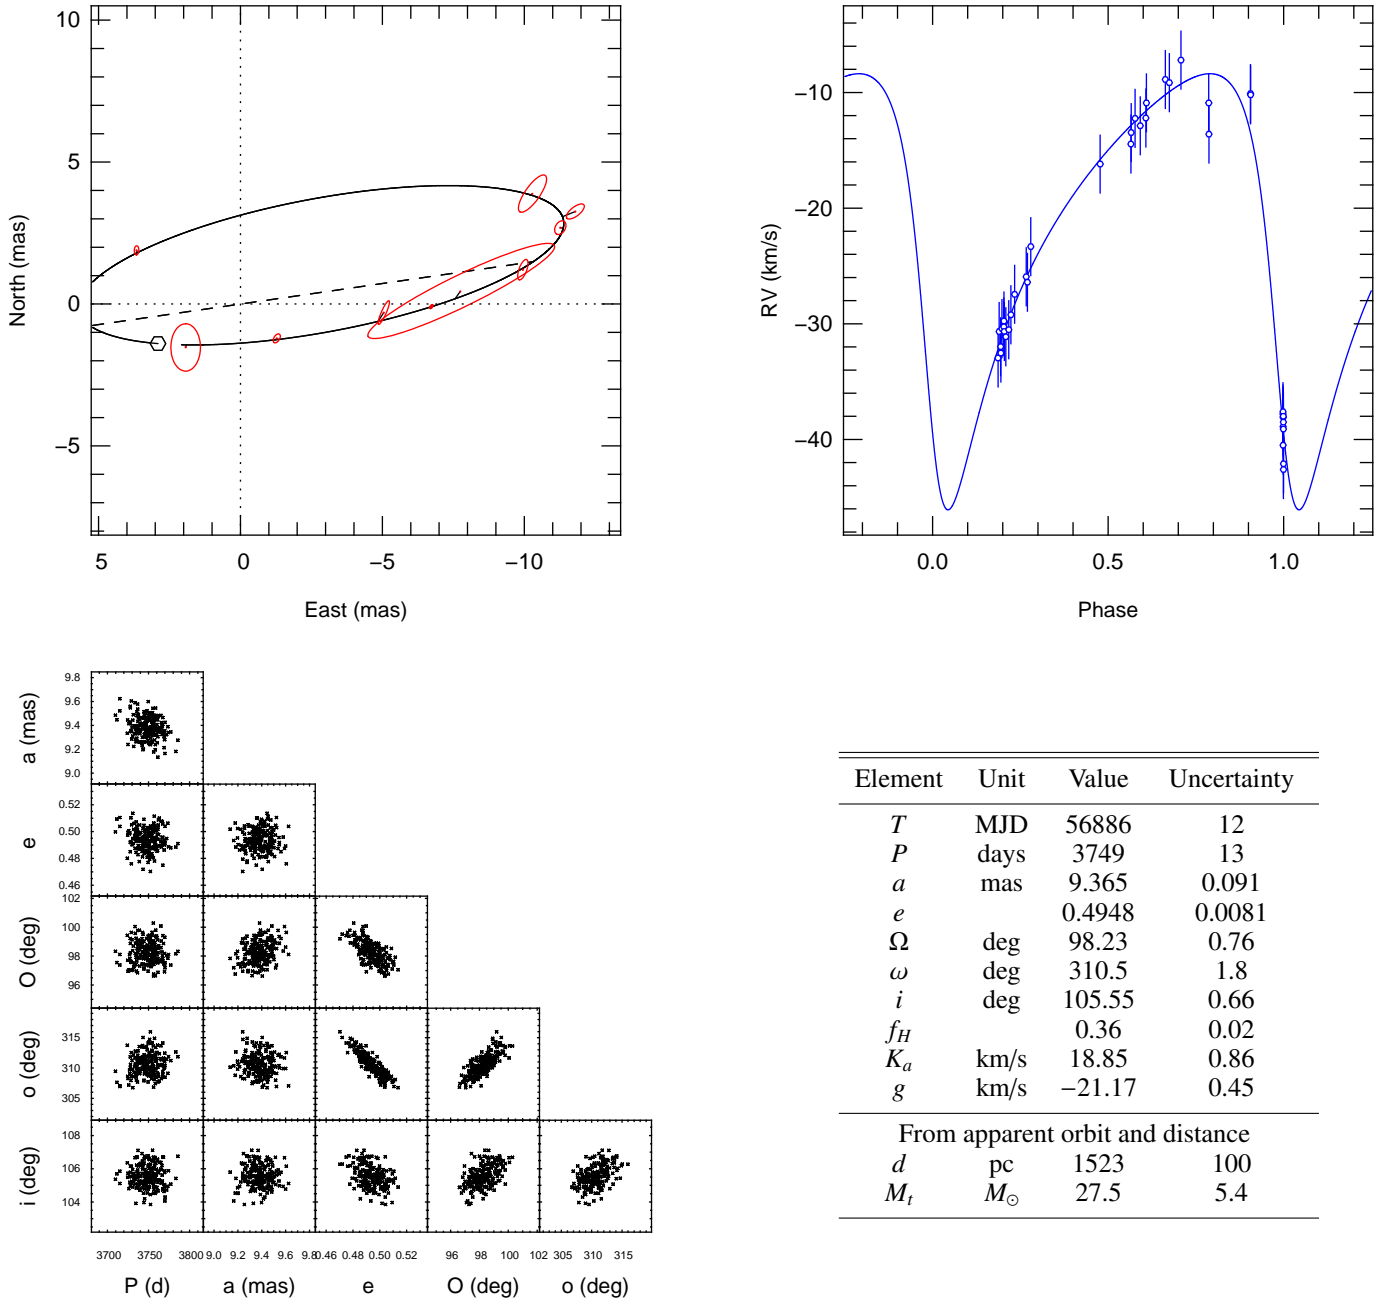 10
5
0
−5
North (mas)
5
0
−5
−10
East (mas)
−10
−20
−30
−40
RV (km/s)
0.0
0.5
1.0
Phase
9.8
9.6
9.4
9.2
9.0
a (mas)
0.52
0.50
0.48
0.46
e
102
100
98
96
O (deg)
315
310
305
o (deg)
108
106
104
i (deg)
3700 3750 3800
9.0 9.2 9.4 9.6 9.8
0.46 0.48 0.50 0.52
96 98 100 102
305 310 315
P (d)
a (mas)
e
O (deg)
o (deg)
Element Unit Value Uncertainty
T MJD 56886 12
P days 3749 13
a mas 9.365 0.091
e 0.4948 0.0081
Ω deg 98.23 0.76
ω deg 310.5 1.8
i deg 105.55 0.66
f_H 0.36 0.02
K_a km/s 18.85 0.86
g km/s −21.17 0.45
From apparent orbit and distance
d pc 1523 100
M_t M_⊙ 27.5 5.4